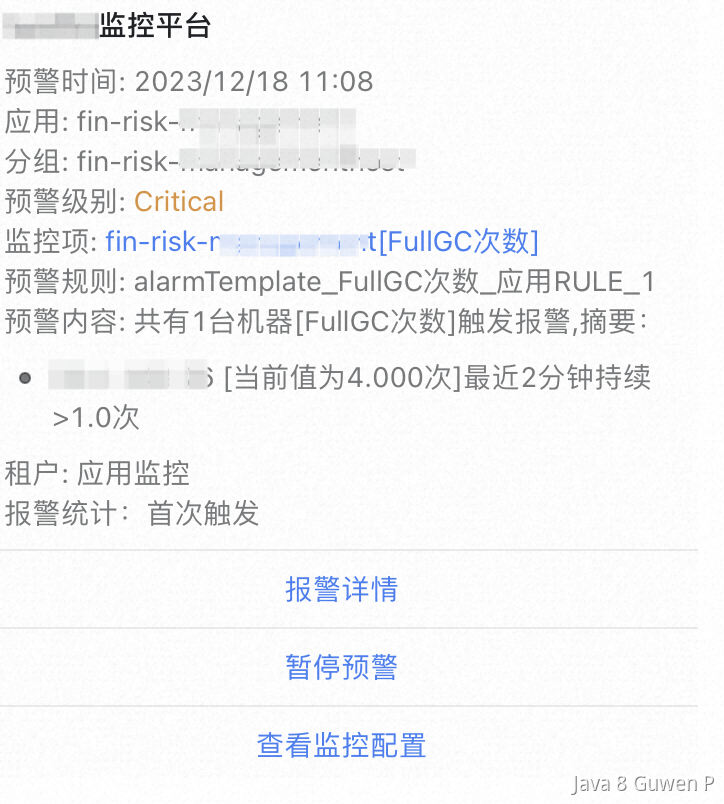 监控平台
预警时间: 2023/12/18 11:08
应用: fin-risk-
分组: fin-risk-
预警级别: Critical
监控项: fin-risk-[FullGC次数]
预警规则: alarmTemplate_FullGC次数_应用RULE_1
预警内容: 共有1台机器[FullGC次数]触发报警,摘要：
[当前值为4.000次]最近2分钟持续
>1.0次
租户: 应用监控
报警统计：首次触发
报警详情
暂停预警
查看监控配置
Java 8 Guwen P